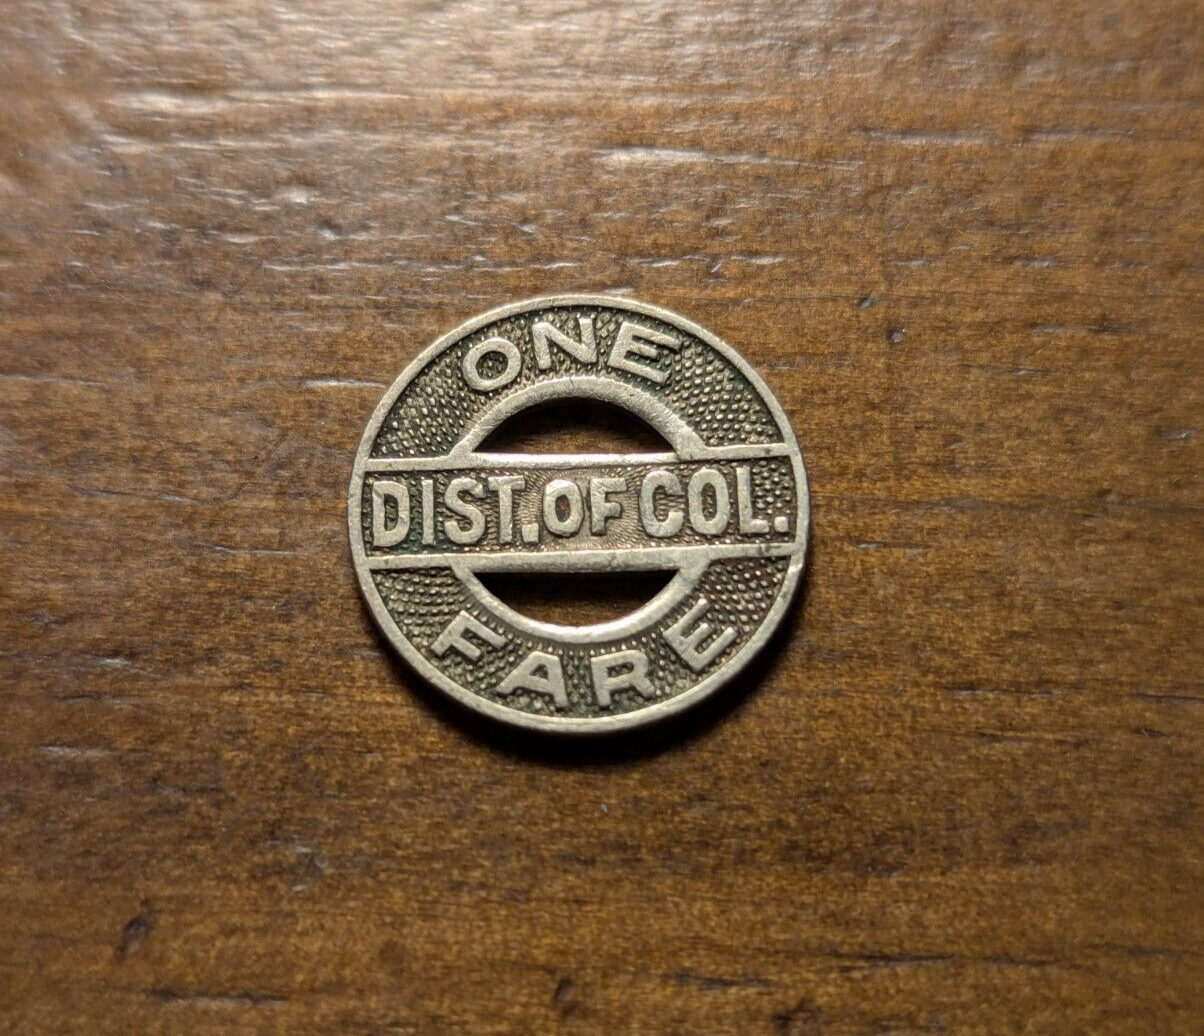 ONE
DIST. OF COL.
FARE